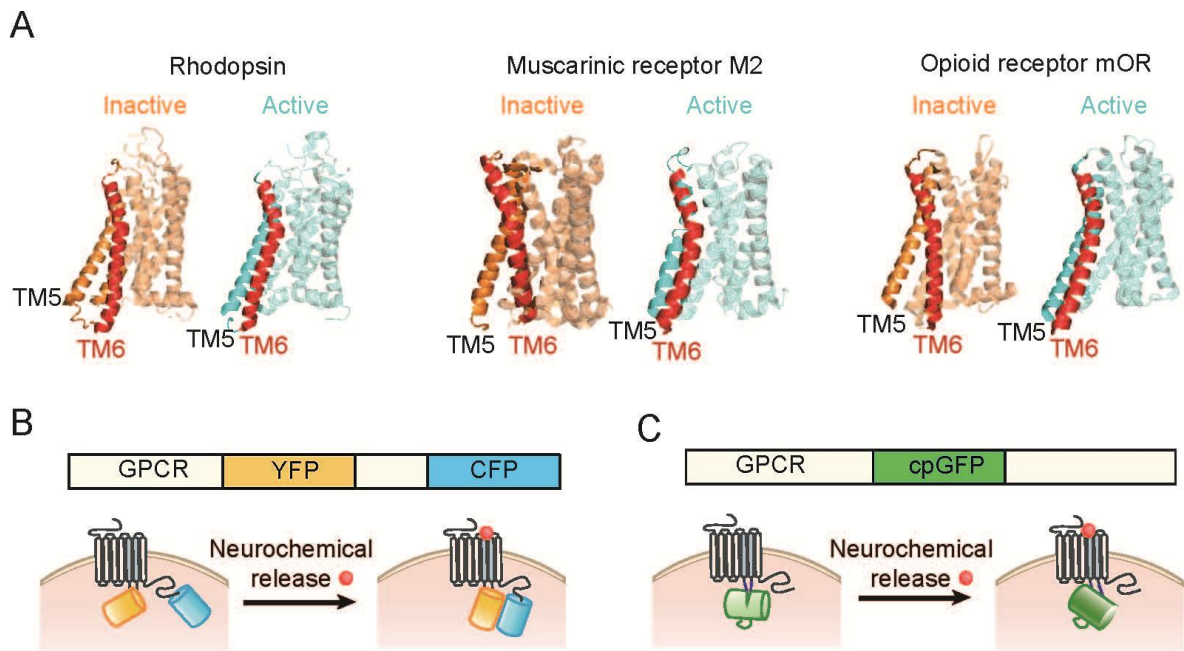 A
Rhodopsin
Muscarinic receptor M2
Opioid receptor mOR
Inactive
Active
Inactive
Active
Inactive
Active
TM5
TM6
TM5
TM6
TM5
TM6
TM5
TM6
TM5
TM6
TM5
TM6
B
GPCR
YFP
CFP
Neurochemical
release
C
GPCR
cpGFP
Neurochemical
release